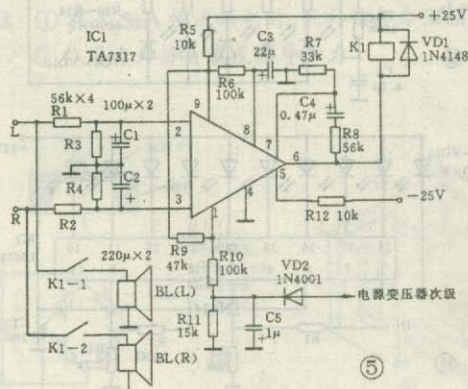 R5
10k
C3
22μ
R7
33k
+25V
IC1
TA7317
K1
VD1
1N4148
R6
100k
C4
0.47μ
56k×4
R1
100μ×2
L
R3
C1
R4
C2
R
R2
9
2
8
7
6
5
3
1
4
+
R8
56k
R12 10k
-25V
R9
47k
R10
100k
VD2
1N4001
220μ×2
K1-1
BL(L)
电源变压器次级
R11
15k
C5
1μ
K1-2
BL(R)
⑤